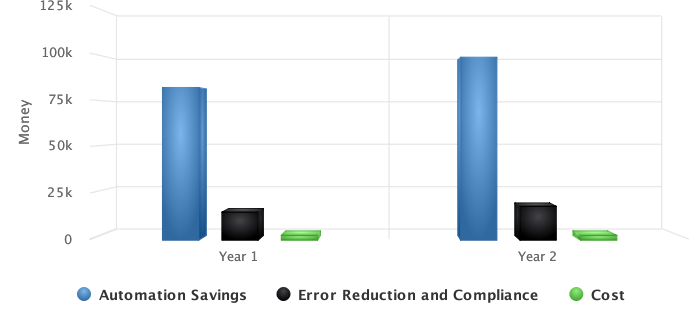 125k
100k
75k
50k
25k
0
Money
Year 1
Year 2
Automation Savings
Error Reduction and Compliance
Cost